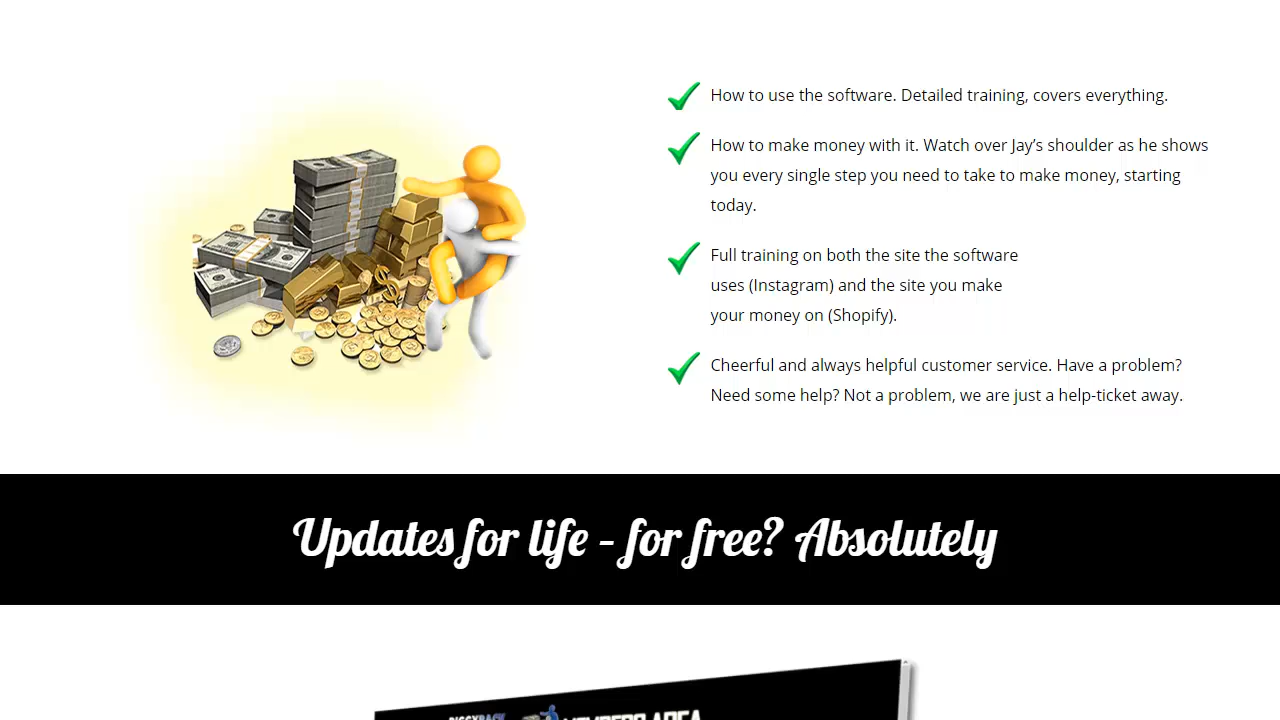 How to use the software. Detailed training, covers everything.
How to make money with it. Watch over Jay’s shoulder as he shows
you every single step you need to take to make money, starting
today.
Full training on both the site the software
uses (Instagram) and the site you make
your money on (Shopify).
Cheerful and always helpful customer service. Have a problem?
Need some help? Not a problem, we are just a help-ticket away.
Updates for life – for free? Absolutely